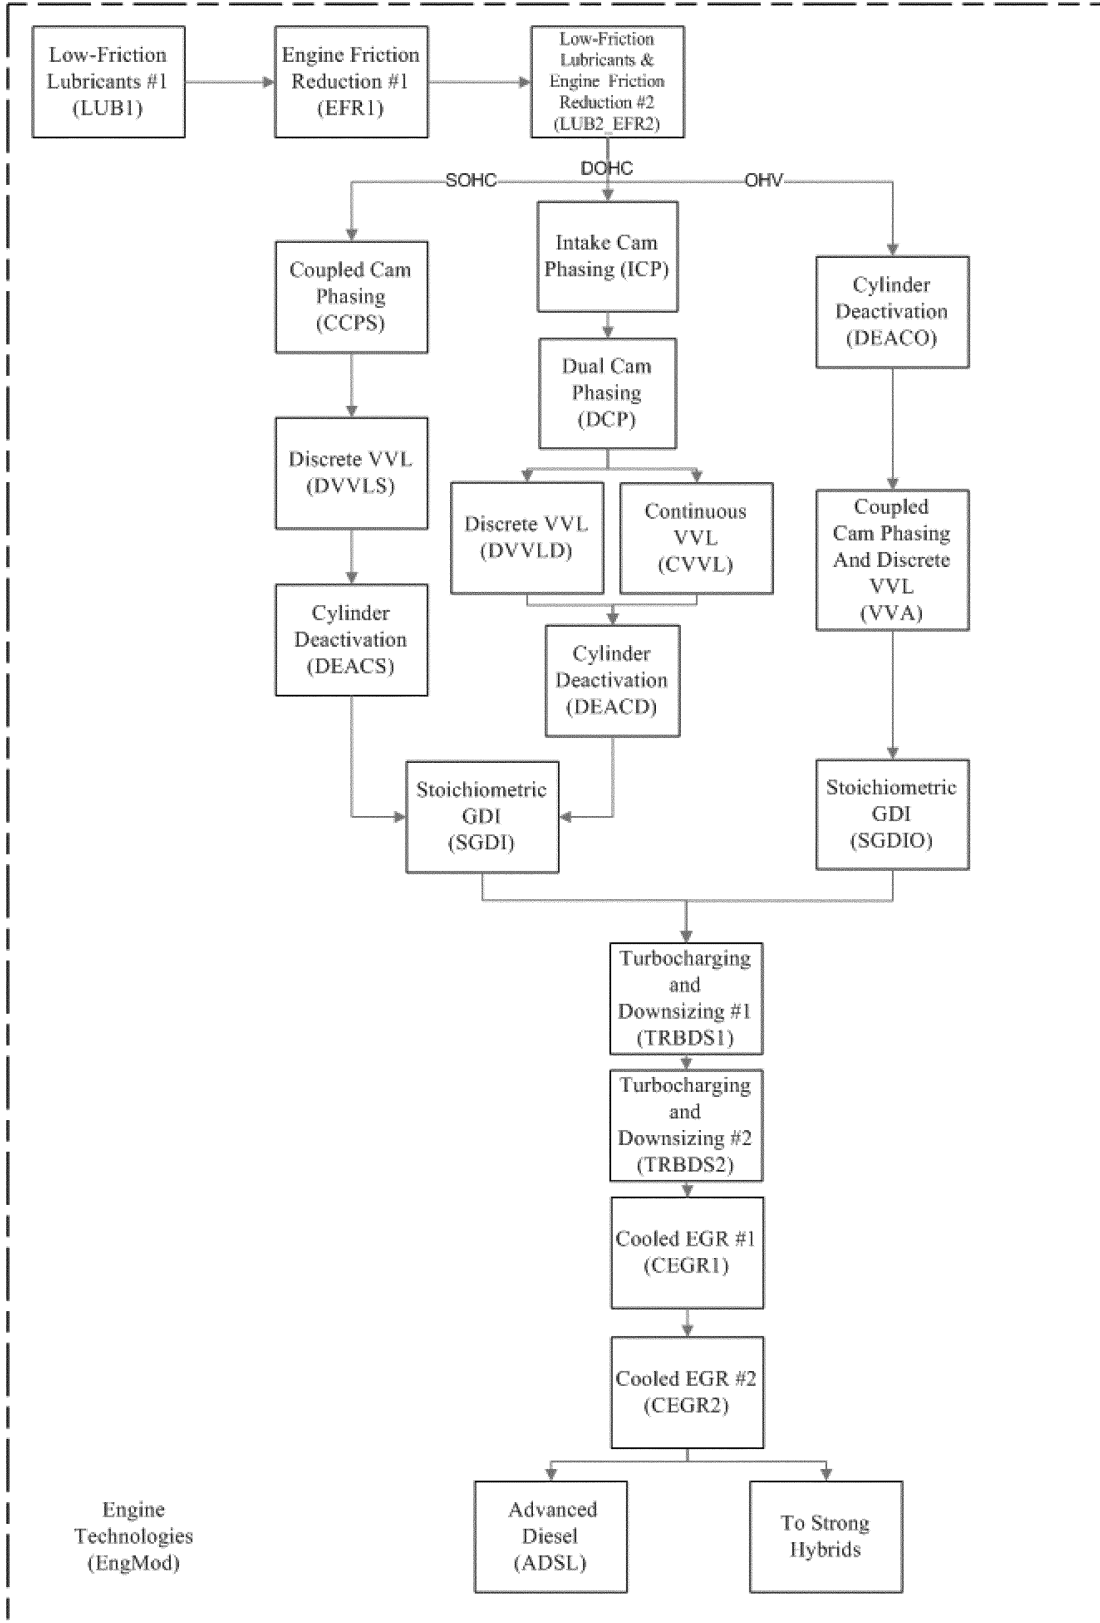 Low-Friction
Lubricants #1
(LUB1)
Engine Friction
Reduction #1
(EFR1)
Low-Friction
Lubricants &
Engine Friction
Reduction #2
(LUB2_EFR2)
SOHC
DOHC
OHV
Coupled Cam
Phasing
(CCPS)
Intake Cam
Phasing (ICP)
Cylinder
Deactivation
(DEACO)
Dual Cam
Phasing
(DCP)
Discrete VVL
(DVVLS)
Discrete VVL
(DVVLD)
Continuous
VVL
(CVVL)
Coupled
Cam Phasing
And Discrete
VVL
(VVA)
Cylinder
Deactivation
(DEACS)
Cylinder
Deactivation
(DEACD)
Stoichiometric
GDI
(SGDI)
Stoichiometric
GDI
(SGDIO)
Turbocharging
and
Downsizing #1
(TRBDS1)
Turbocharging
and
Downsizing #2
(TRBDS2)
Cooled EGR #1
(CEGR1)
Cooled EGR #2
(CEGR2)
Engine
Technologies
(EngMod)
Advanced
Diesel
(ADSL)
To Strong
Hybrids